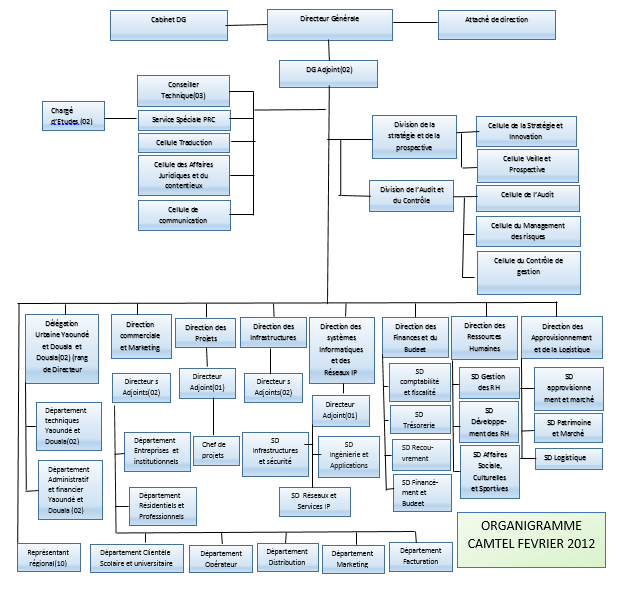 Cabinet DG
Directeur Générale
Attaché de direction
DG Adjoint(02)
Conseiller
Technique(03)
Chargé
d'Etudes.(02)
Service Spéciale PRC
Cellule Traduction
Cellule des Affaires
Juridiques et du
contentieux
Cellule de
communication
Division de la
stratégie et de la
prospective
Cellule de la Stratégie et
Innovation
Cellule Veille et
Prospective
Division de l'Audit et
du Contrôle
Cellule de l'Audit
Cellule du Management
des risques
Cellule du Contrôle de
gestion
Délégation
Urbaine Yaoundé
et Douala et
Douala(02) (rang
de Directeur
Direction
commerciale
et Marketing
Direction des
Projets
Direction des
Infrastructures
Direction des
systèmes
Informatiques
et des
Réseaux IP
Direction des
Finances et du
Budget
Direction des
Ressources
Humaines
Direction des
Approvisionnement
et de la Logistique
Directeur s
Adjoints(02)
Directeur
Adjoint(01)
Directeur s
Adjoints(02)
Directeur
Adjoint(01)
SD
comptabilité
et fiscalité
SD Gestion
des RH
SD
approvisionne
ment et marché
Département
techniques
Yaoundé et
Douala(02)
SD
Trésorerie
SD
Développe-
ment des RH
SD Patrimoine
et Marché
Département
Entreprises et
institutionnels
Chef de
projets
SD
Infrastructures
et sécurité
SD
Ingénierie et
Applications
SD Recou-
vrement
SD Affaires
Sociale,
Culturelles
et Sportives
SD Logistique
Département
Administratif
et financier
Yaoundé et
Douala (02)
Département
Résidentiels et
Professionnels
SD Réseaux et
Services IP
SD Finance-
ment et
Budget
ORGANIGRAMME
CAMTEL FEVRIER 2012
Représentant
régional(10)
Département Clientèle
Scolaire et universitaire
Département
Opérateur
Département
Distribution
Département
Marketing
Département
Facturation